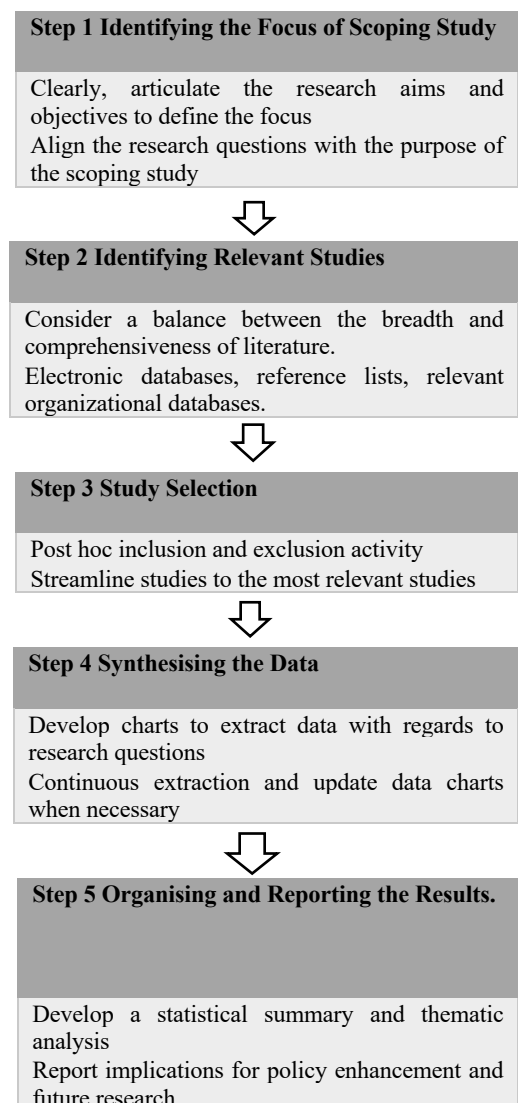 Step 1 Identifying the Focus of Scoping Study
Clearly, articulate the research aims and
objectives to define the focus
Align the research questions with the purpose of
the scoping study
Step 2 Identifying Relevant Studies
Consider a balance between the breadth and
comprehensiveness of literature.
Electronic databases, reference lists, relevant
organizational databases.
Step 3 Study Selection
Post hoc inclusion and exclusion activity
Streamline studies to the most relevant studies
Step 4 Synthesising the Data
Develop charts to extract data with regards to
research questions
Continuous extraction and update data charts
when necessary
Step 5 Organising and Reporting the Results.
Develop a statistical summary and thematic
analysis
Report implications for policy enhancement and
future research